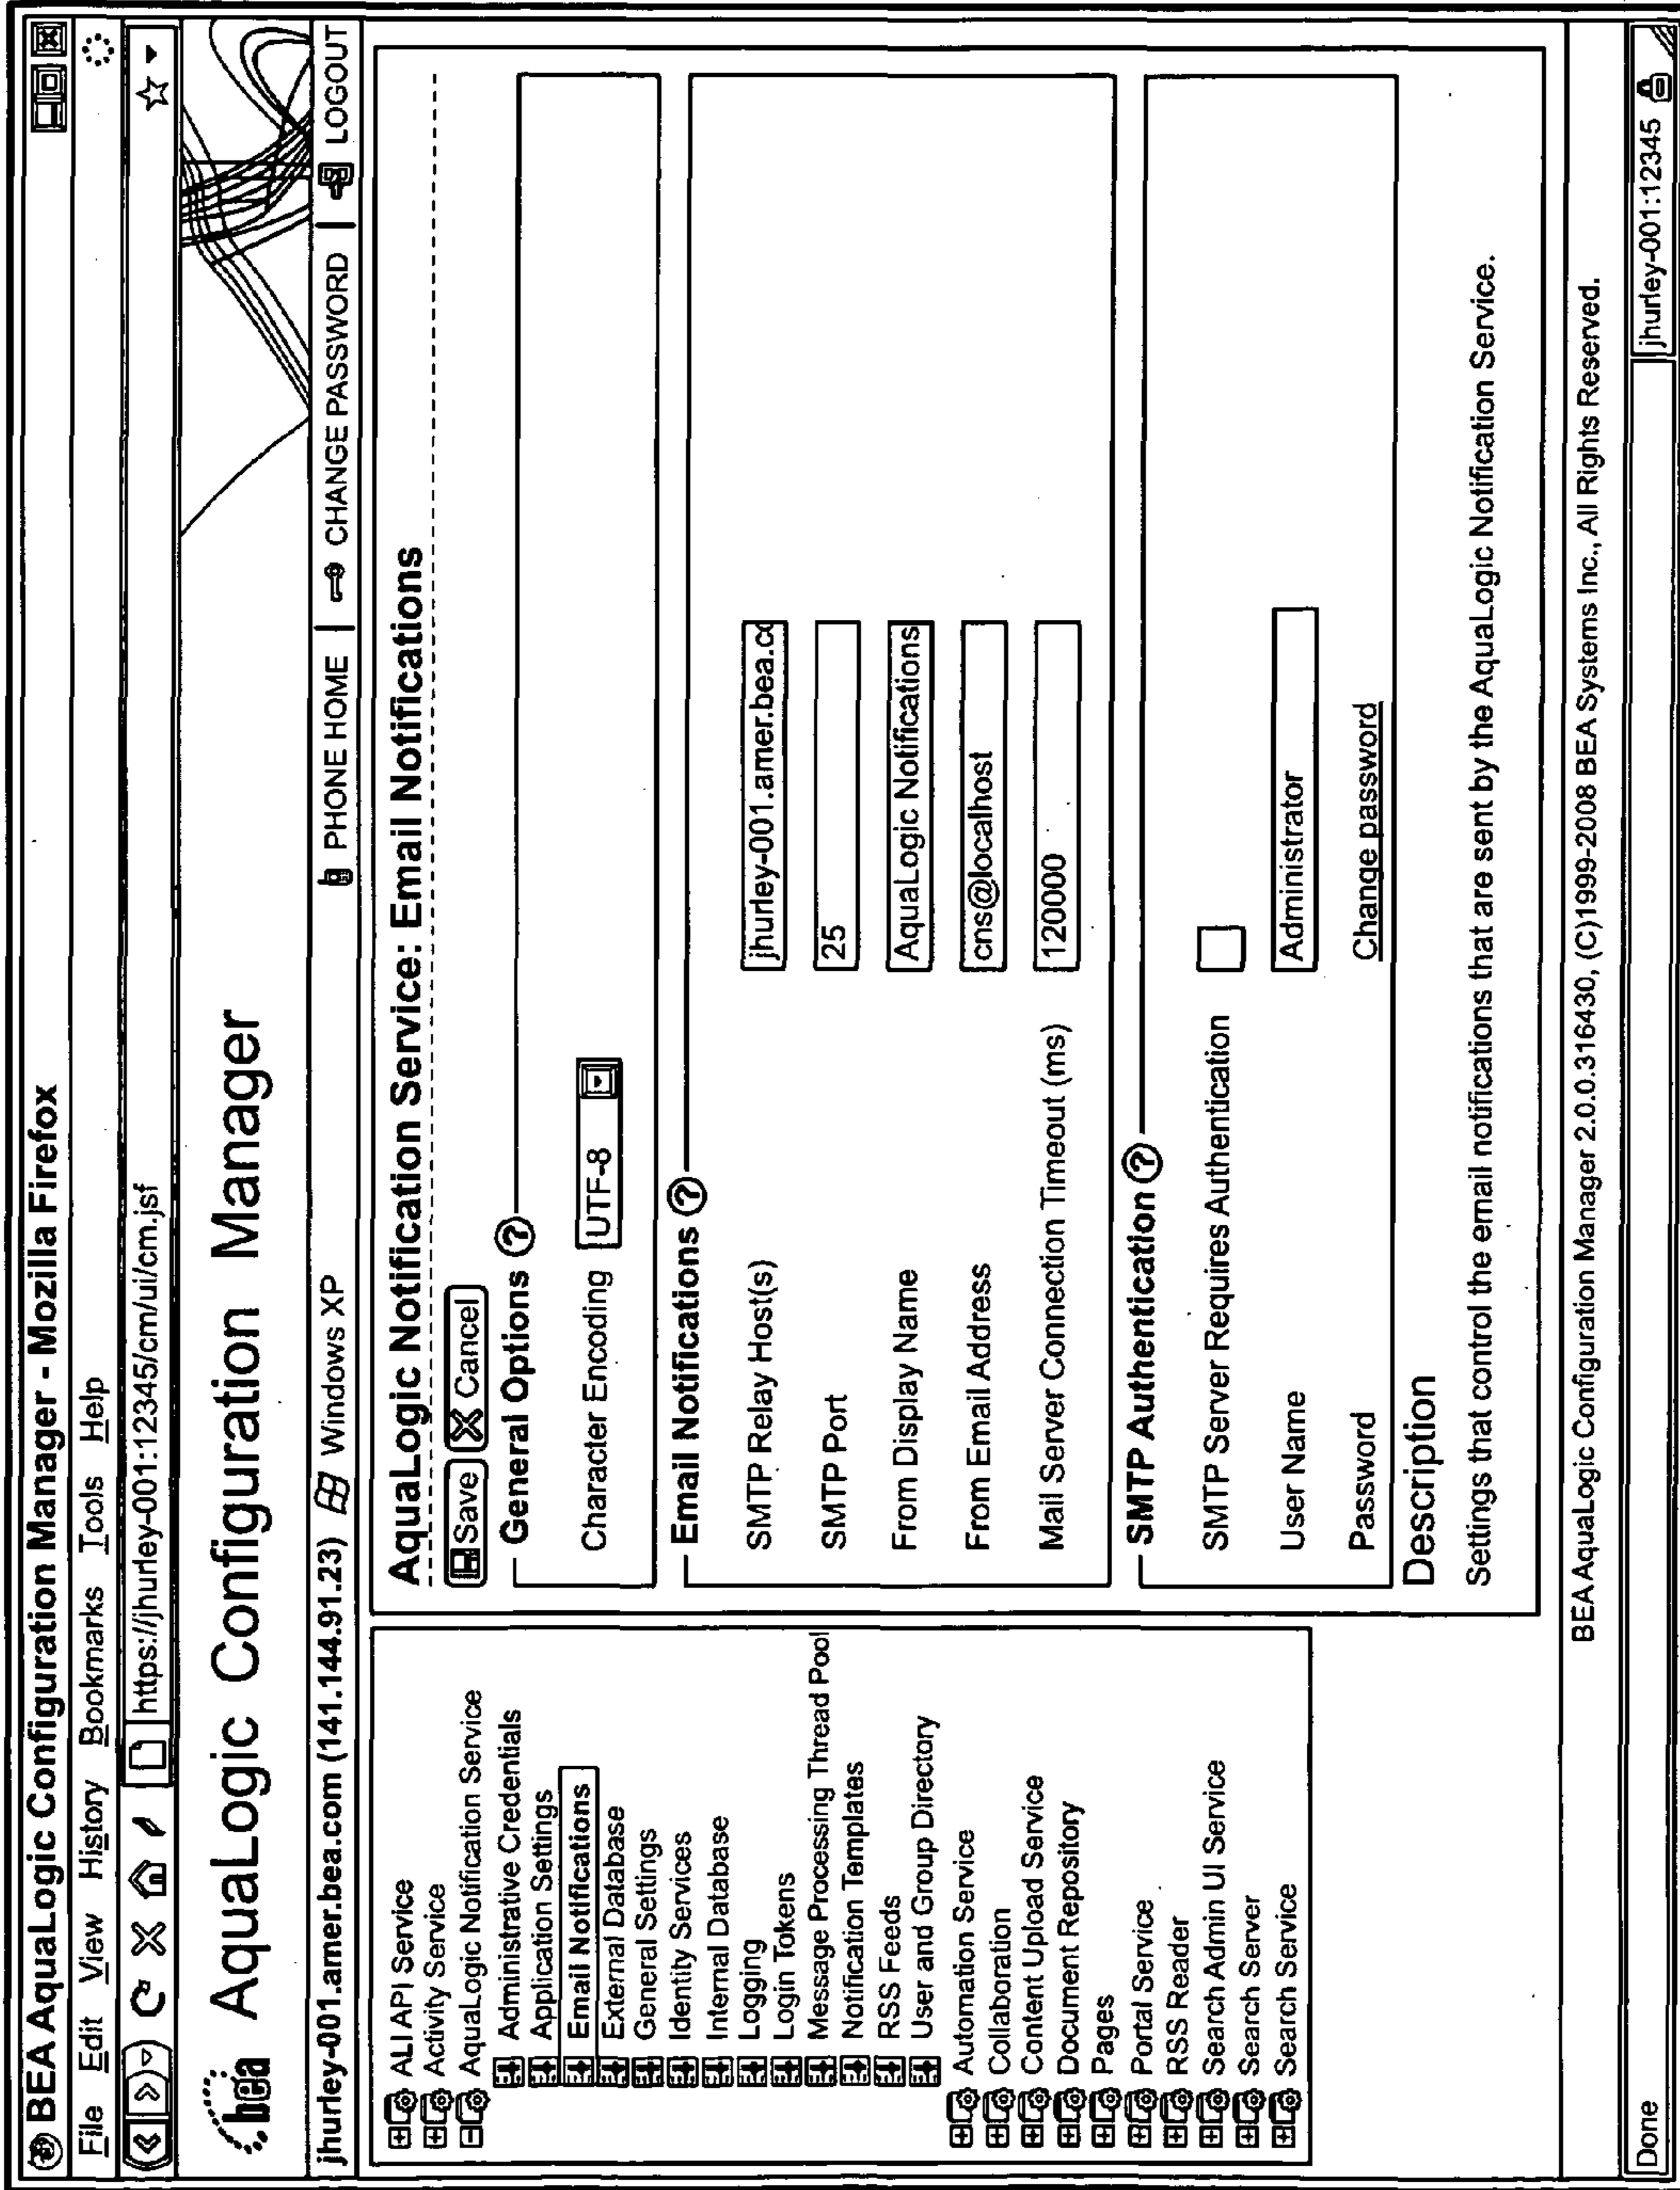 BEA AquaLogic Configuration Manager - Mozilla Firefox
File Edit View History Bookmarks Tools Help
https://jhurley-001:12345/cm/ui/cm.jsf
bea AquaLogic Configuration Manager
jhurley-001.amer.bea.com (141.144.91.23) Windows XP PHONE HOME | CHANGE PASSWORD | LOGOUT
ALI API Service
Activity Service
AquaLogic Notification Service
Administrative Credentials
Application Settings
Email Notifications
External Database
General Settings
Identity Services
Internal Database
Logging
Login Tokens
Message Processing Thread Pool
Notification Templates
RSS Feeds
User and Group Directory
Automation Service
Collaboration
Content Upload Service
Document Repository
Pages
Portal Service
RSS Reader
Search Admin UI Service
Search Server
Search Service
AquaLogic Notification Service: Email Notifications
Save Cancel
General Options ?
Character Encoding UTF-8
Email Notifications ?
SMTP Relay Host(s) jhurley-001.amer.bea.co
SMTP Port 25
From Display Name AquaLogic Notifications
From Email Address cns@localhost
Mail Server Connection Timeout (ms) 120000
SMTP Authentication ?
SMTP Server Requires Authentication
User Name Administrator
Password Change password
Description
Settings that control the email notifications that are sent by the AquaLogic Notification Service.
BEA AquaLogic Configuration Manager 2.0.0.316430, (C)1999-2008 BEA Systems Inc., All Rights Reserved.
Done jhurley-001:12345